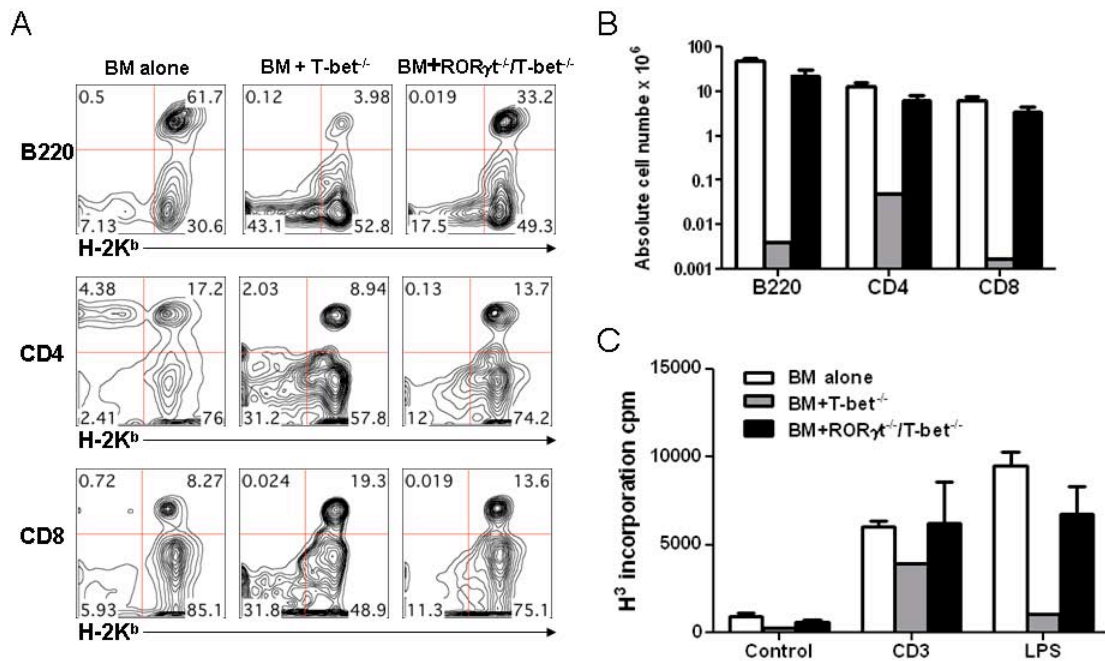 A
BM alone
BM + T-bet-/-
BM+RORγt-/-/T-bet-/-
B220
0.5 61.7
7.13 30.6
0.12 3.98
43.1 52.8
0.019 33.2
17.5 49.3
H-2Kb
CD4
4.38 17.2
2.41 76
2.03 8.94
31.2 57.8
0.13 13.7
12 74.2
H-2Kb
CD8
0.72 8.27
5.93 85.1
0.024 19.3
31.8 48.9
0.019 13.6
11.3 75.1
H-2Kb
B
Absolute cell numbe x 10⁶
100
10
1
0.1
0.01
0.001
B220 CD4 CD8
C
H³ incorporation cpm
15000
10000
5000
0
BM alone
BM+T-bet-/-
BM+RORγt-/-/T-bet-/-
Control CD3 LPS